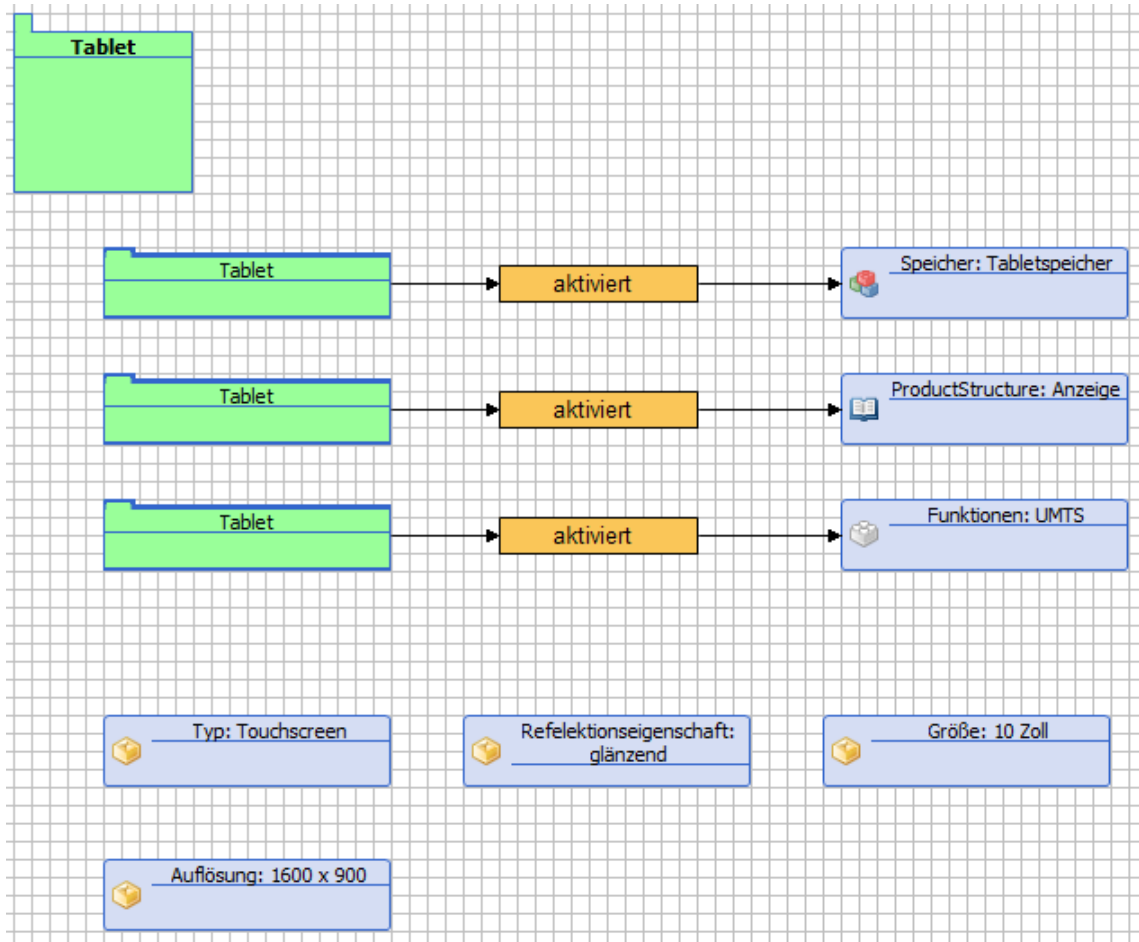 Tablet
Tablet
aktiviert
Speicher: Tabletspeicher
Tablet
aktiviert
ProductStructure: Anzeige
Tablet
aktiviert
Funktionen: UMTS
Typ: Touchscreen
Refelektionseigenschaft:
glänzend
Größe: 10 Zoll
Auflösung: 1600 x 900